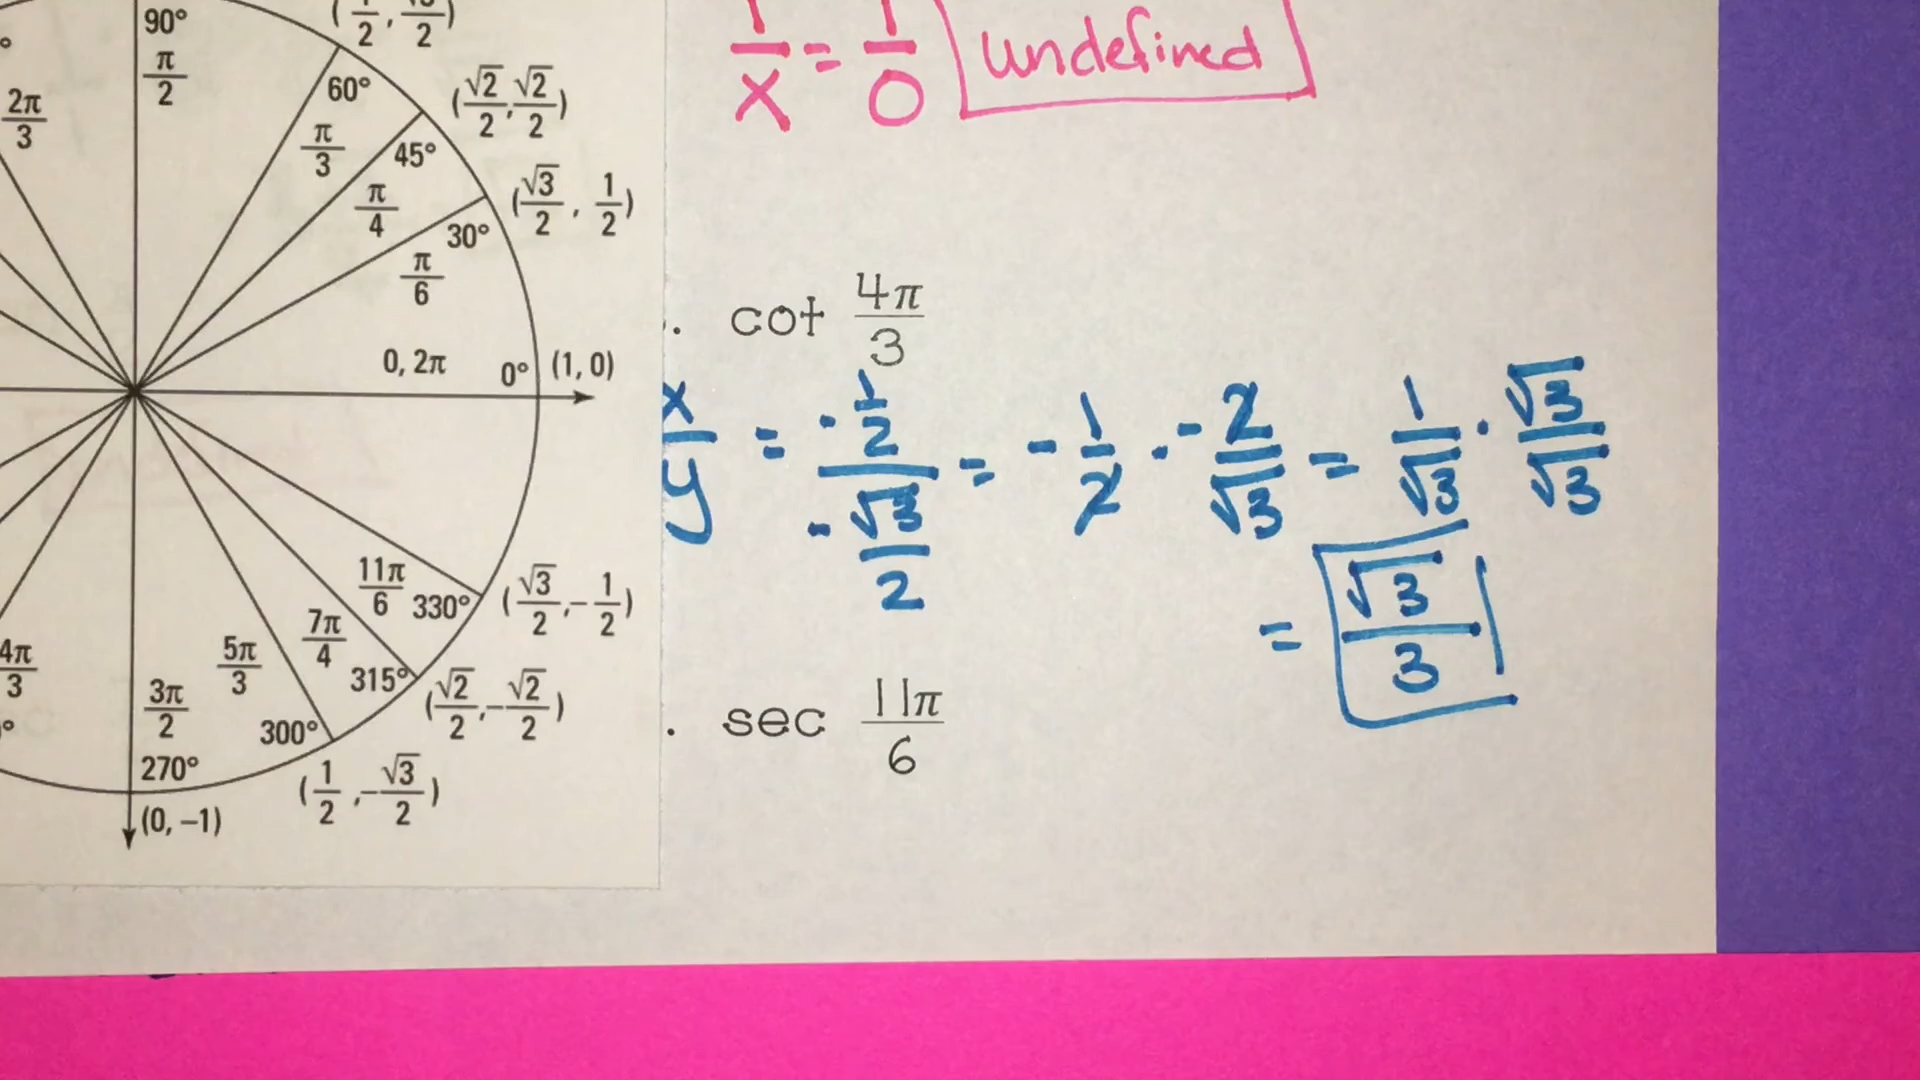 90°
π/2
2π/3
60°
π/3
(√2/2, √2/2)
45°
π/4
(√3/2, 1/2)
30°
π/6
0, 2π 0° (1, 0)
11π/6 330° (√3/2, -1/2)
7π/4 315° (√2/2, -√2/2)
5π/3 300° (1/2, -√3/2)
4π/3
3π/2
270°
(0, -1)
1/x = 1/0 undefined
. cot 4π/3
x/y = (-1/2)/(-√3/2) = -1/2 · -2/√3 = 1/√3 · √3/√3
= √3/3
. sec 11π/6